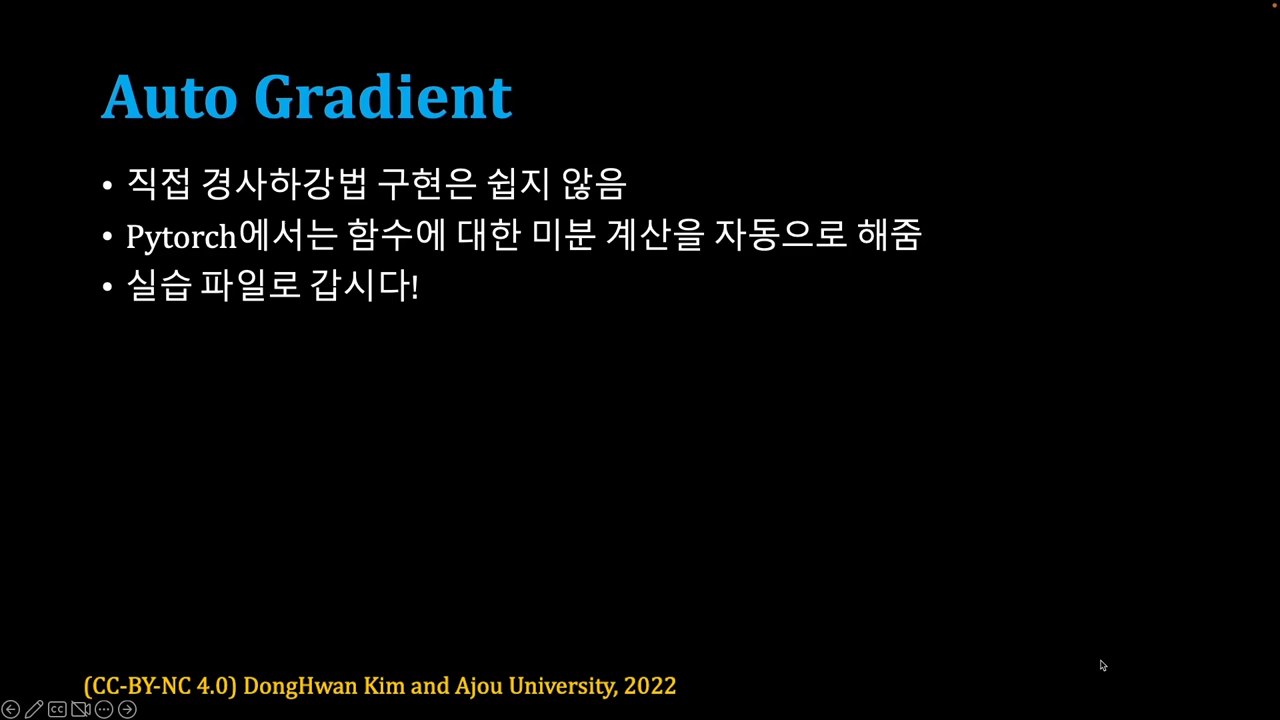 Auto Gradient
• 직접 경사하강법 구현은 쉽지 않음
• Pytorch에서는 함수에 대한 미분 계산을 자동으로 해줌
• 실습 파일로 갑시다!
(CC-BY-NC 4.0) DongHwan Kim and Ajou University, 2022
CC